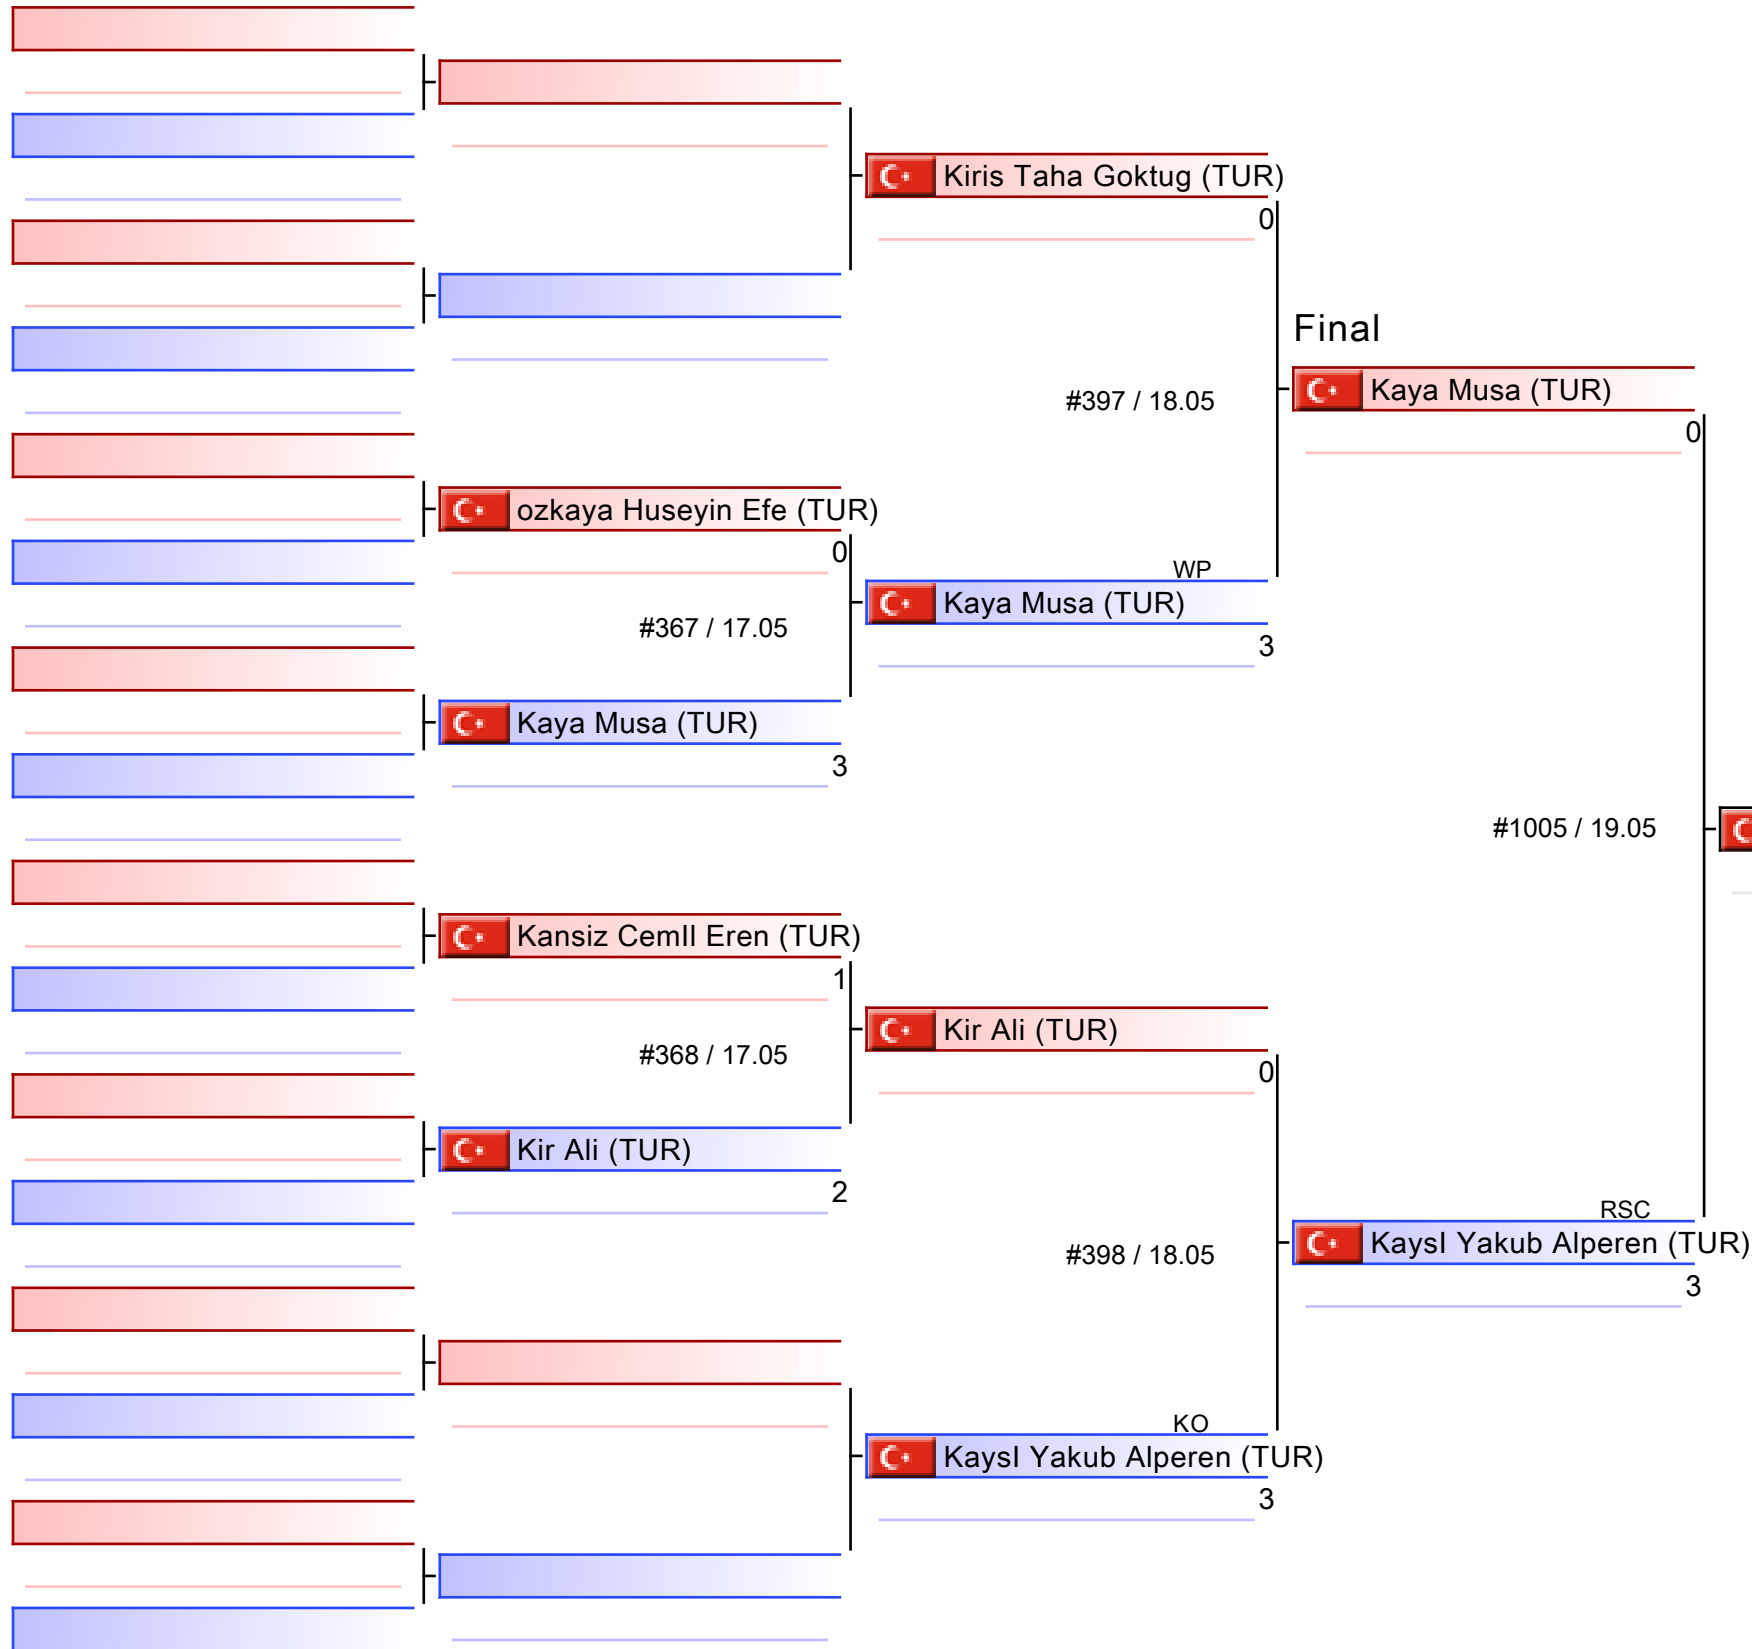 Kiris Taha Goktug (TUR)
0
Final
#397 / 18.05
Kaya Musa (TUR)
0
ozkaya Huseyin Efe (TUR)
0
WP
Kaya Musa (TUR)
3
#367 / 17.05
Kaya Musa (TUR)
3
#1005 / 19.05
Kansiz CemIl Eren (TUR)
1
Kir Ali (TUR)
0
#368 / 17.05
Kir Ali (TUR)
2
RSC
KaysI Yakub Alperen (TUR)
3
#398 / 18.05
KO
KaysI Yakub Alperen (TUR)
3